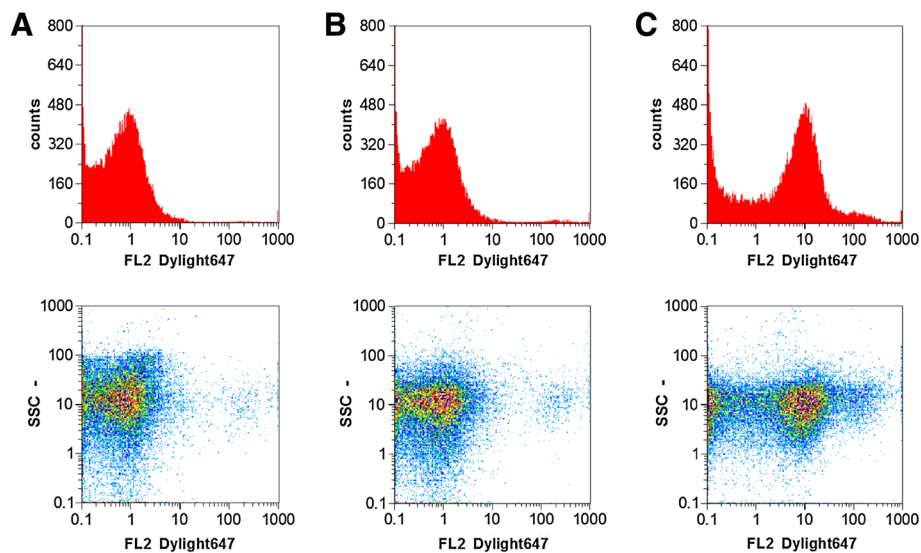 A B C
800 800 800
640 640 640
480 480 480
320 320 320
160 160 160
0 0 0
counts counts counts
0.1 1 10 100 1000 0.1 1 10 100 1000 0.1 1 10 100 1000
FL2 Dylight647 FL2 Dylight647 FL2 Dylight647
1000 1000 1000
100 100 100
10 10 10
1 1 1
0.1 0.1 0.1
SSC - SSC - SSC -
0.1 1 10 100 1000 0.1 1 10 100 1000 0.1 1 10 100 1000
FL2 Dylight647 FL2 Dylight647 FL2 Dylight647